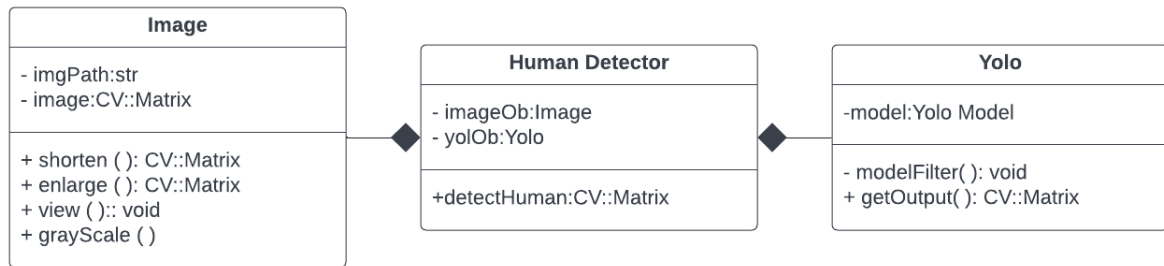 Image
- imgPath:str
- image:CV::Matrix
+ shorten ( ): CV::Matrix
+ enlarge ( ): CV::Matrix
+ view ( ):: void
+ grayScale ( )
Human Detector
- imageOb:Image
- yolOb:Yolo
+detectHuman:CV::Matrix
Yolo
-model:Yolo Model
- modelFilter( ): void
+ getOutput( ): CV::Matrix